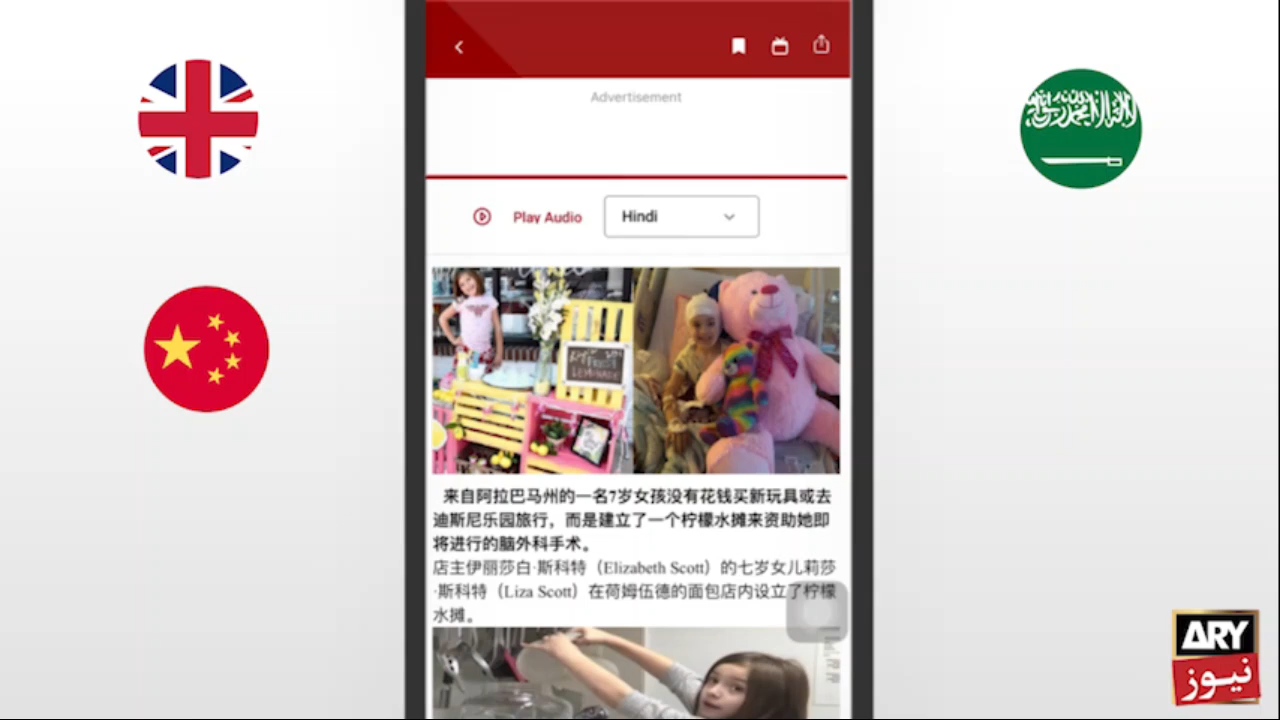 Advertisement
Play Audio
Hindi
来自阿拉巴马州的一名7岁女孩没有花钱买新玩具或去
迪斯尼乐园旅行，而是建立了一个柠檬水摊来资助她即
将进行的脑外科手术。
店主伊丽莎白·斯科特（Elizabeth Scott）的七岁女儿莉莎
·斯科特（Liza Scott）在荷姆伍德的面包店内设立了柠檬
水摊。
ARY
نیوز